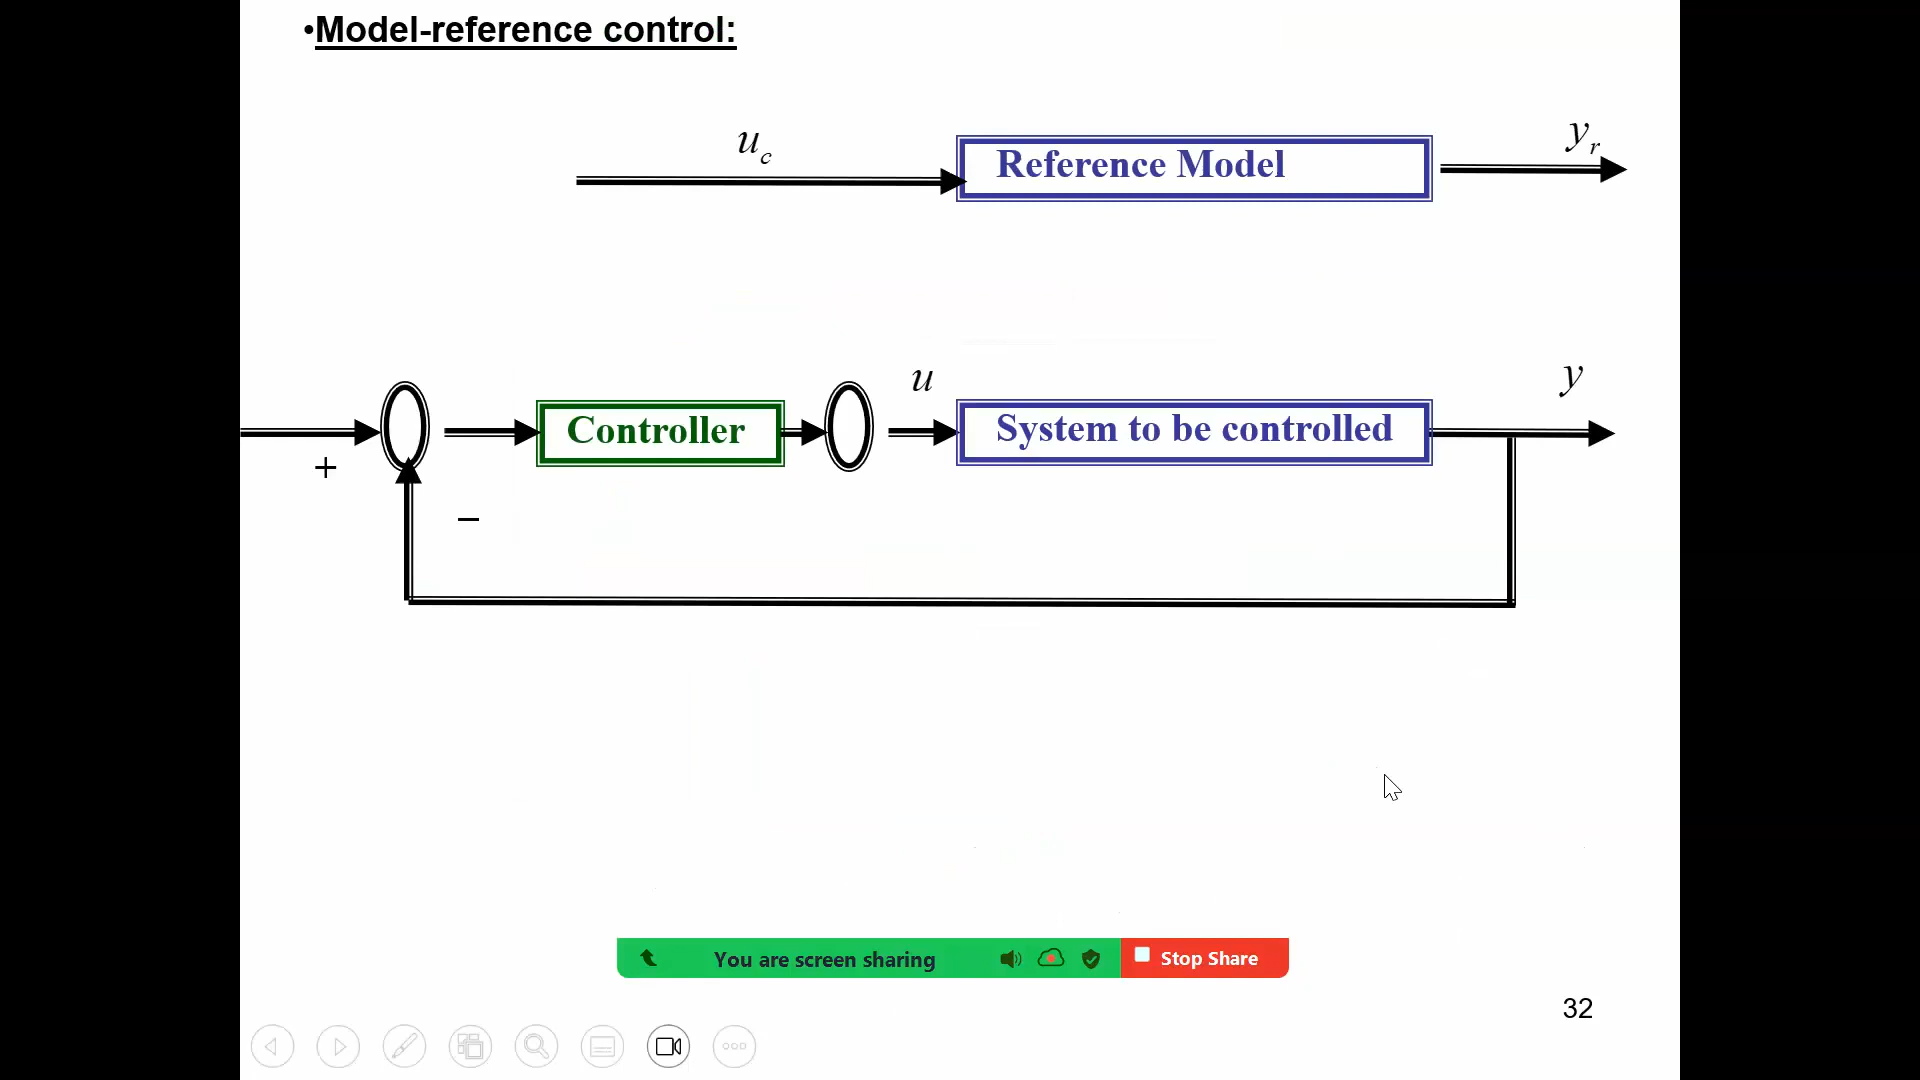 •Model-reference control:
u_c
Reference Model
y_r
u
y
Controller
System to be controlled
+
−
You are screen sharing
Stop Share
32